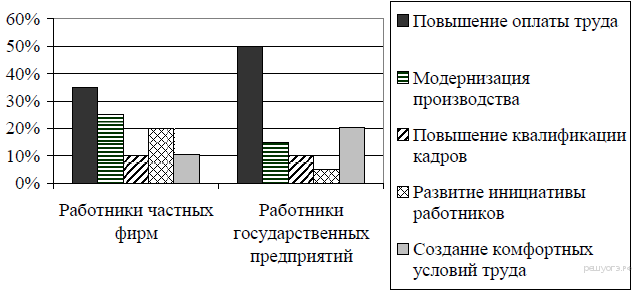 60%
50%
40%
30%
20%
10%
0%
Работники частных
фирм
Работники
государственных
предприятий
Повышение оплаты труда
Модернизация
производства
Повышение квалификации
кадров
Развитие инициативы
работников
Создание комфортных
условий труда